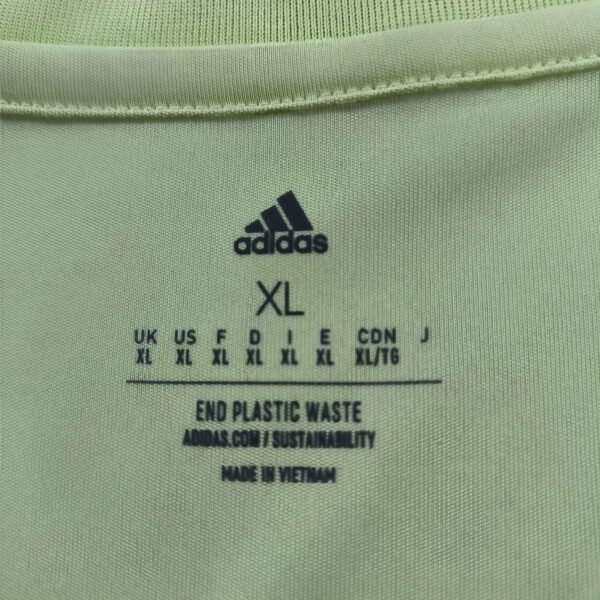 adidas
XL
UK US F D I E CDN J
XL XL XL XL XL XL XL/TG
END PLASTIC WASTE
ADIDAS.COM / SUSTAINABILITY
MADE IN VIETNAM